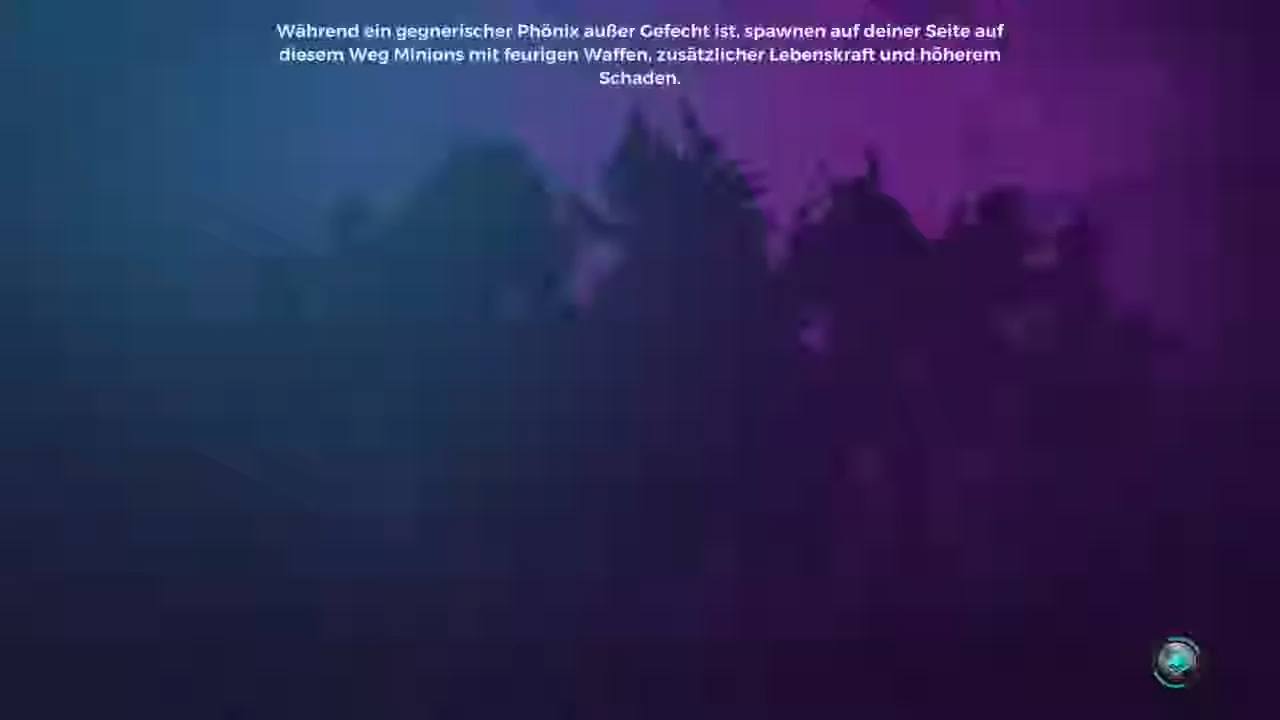 Während ein gegnerischer Phönix außer Gefecht ist, spawnen auf deiner Seite auf
diesem Weg Minions mit feurigen Waffen, zusätzlicher Lebenskraft und höherem
Schaden.